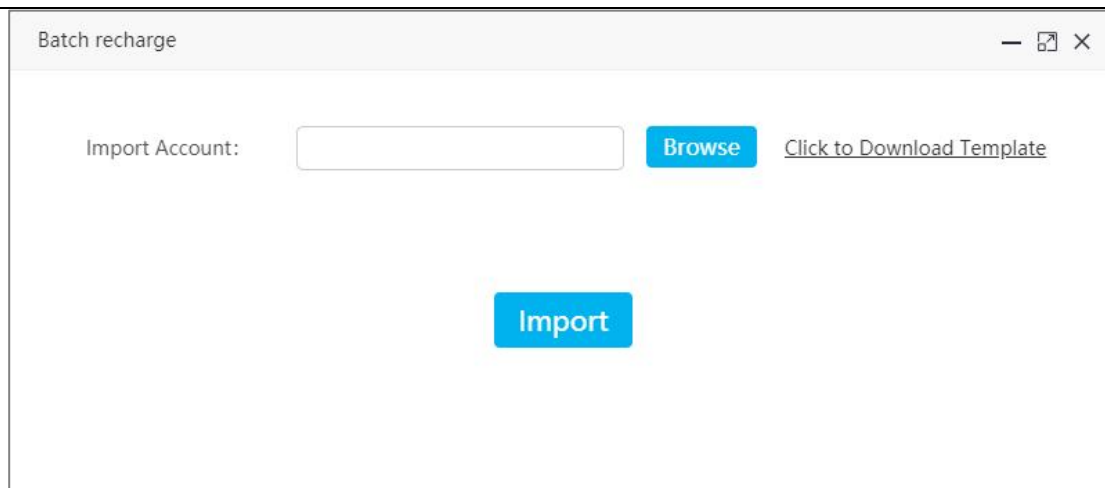 Batch recharge
Import Account: Browse Click to Download Template
Import